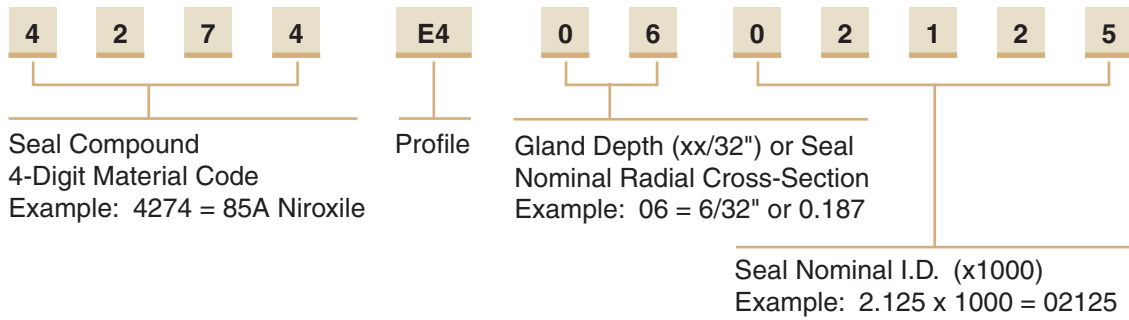 4 2 7 4 E4 0 6 0 2 1 2 5
Seal Compound
4-Digit Material Code
Example: 4274 = 85A Niroxile
Profile
Gland Depth (xx/32") or Seal
Nominal Radial Cross-Section
Example: 06 = 6/32" or 0.187
Seal Nominal I.D. (x1000)
Example: 2.125 x 1000 = 02125